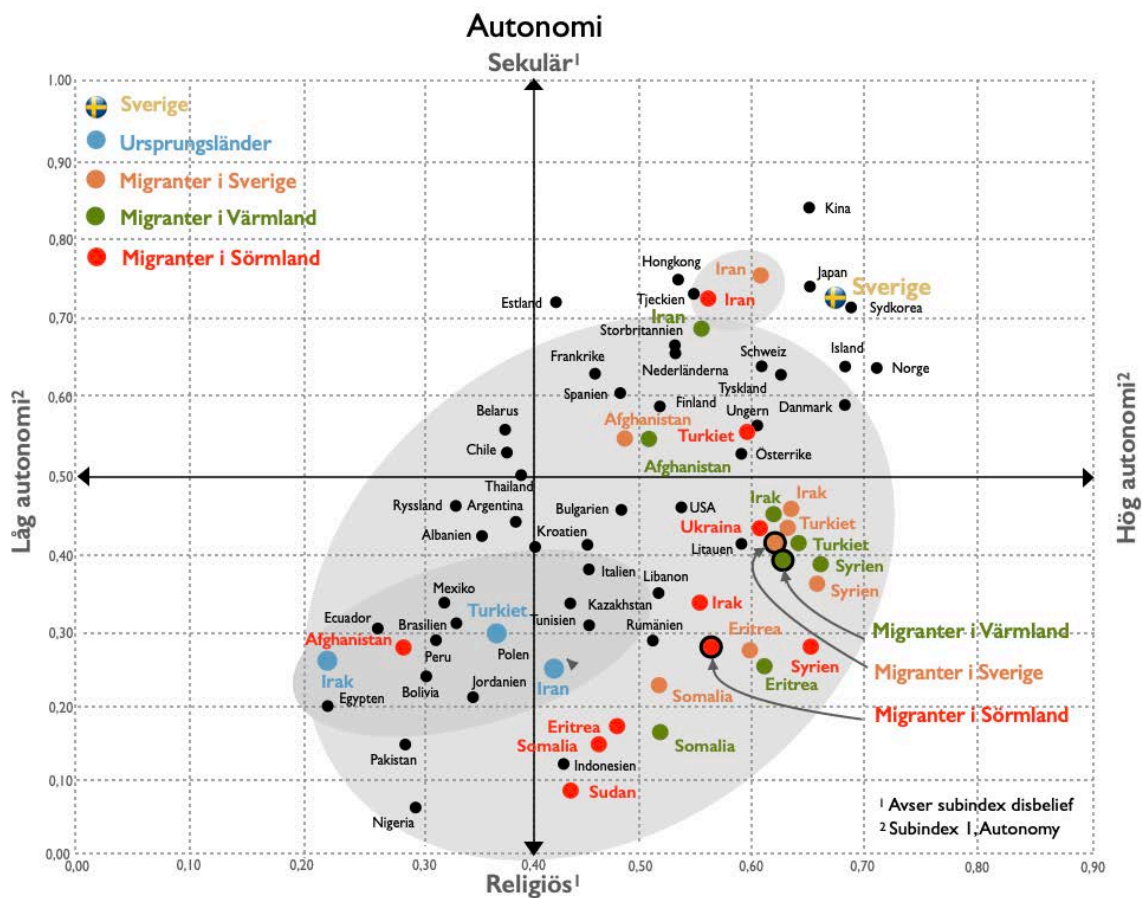 Autonomi
Sekulär¹
1.00
Sverige
Ursprungsländer
0,90
Migranter i Sverige
Migranter i Värmland
Kina
0,80
Migranter i Sörmland
Hongkong
Iran
Japan
Sverige
Estland
Tjeckien
Iran
Sydkorea
0,70
Iran
Storbritannien
Frankrike
Schweiz
Island
Nederländerna
Norge
Spanien
Tyskland
0,60
Belarus
Finland
Ungern
Danmark
Afghanistan
Chile
Turkiet
Österrike
Afghanistan
0,50
Thailand
Låg autonomi²
Hög autonomi²
Ryssland
Argentina
Bulgarien
USA
Irak
Irak
Albanien
Kroatien
Ukraina
Turkiet
Litauen
Turkiet
0,40
Italien
Syrien
Libanon
Syrien
Mexiko
Kazakhstan
Irak
Ecuador
Brasilien
Turkiet
Tunisien
Rumänien
Eritrea
Migranter i Värmland
0,30
Afghanistan
Peru
Polen
Syrien
Migranter i Sverige
Irak
Bolivia
Jordanien
Iran
Eritrea
Egypten
Somalia
Migranter i Sörmland
0,20
Eritrea
Somalia
Somalia
Pakistan
Indonesien
0,10
Sudan
Nigeria
¹ Avser subindex disbelief
² Subindex 1, Autonomy
0,00
0,00
0,10
0,20
0,30
0,40
0,50
0,60
0,70
0,80
0,90
Religiös¹